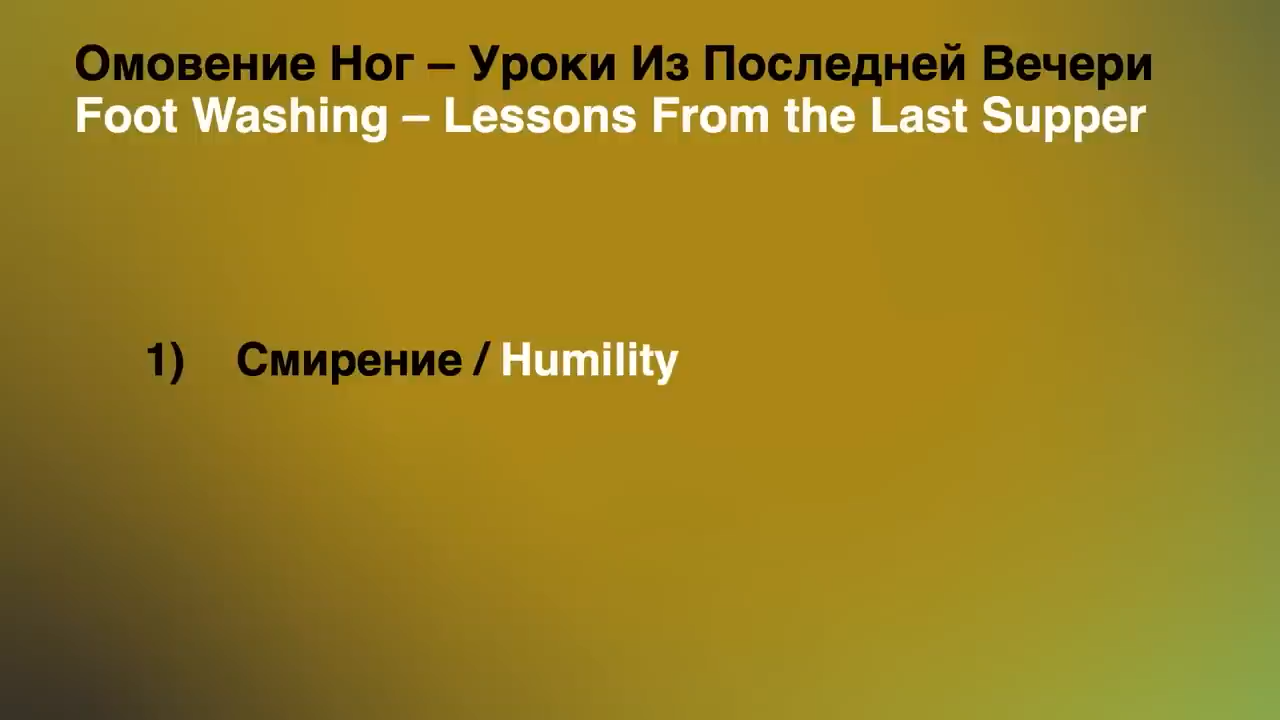 Омовение Ног – Уроки Из Последней Вечери
Foot Washing – Lessons From the Last Supper
1) Смирение / Humility